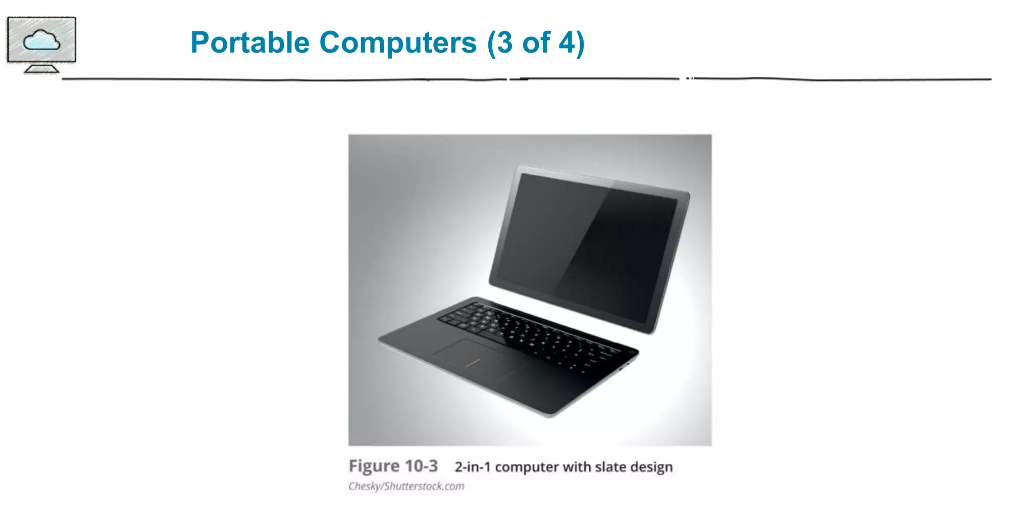 Portable Computers (3 of 4)
Figure 10-3 2-in-1 computer with slate design
Chesky/Shutterstock.com